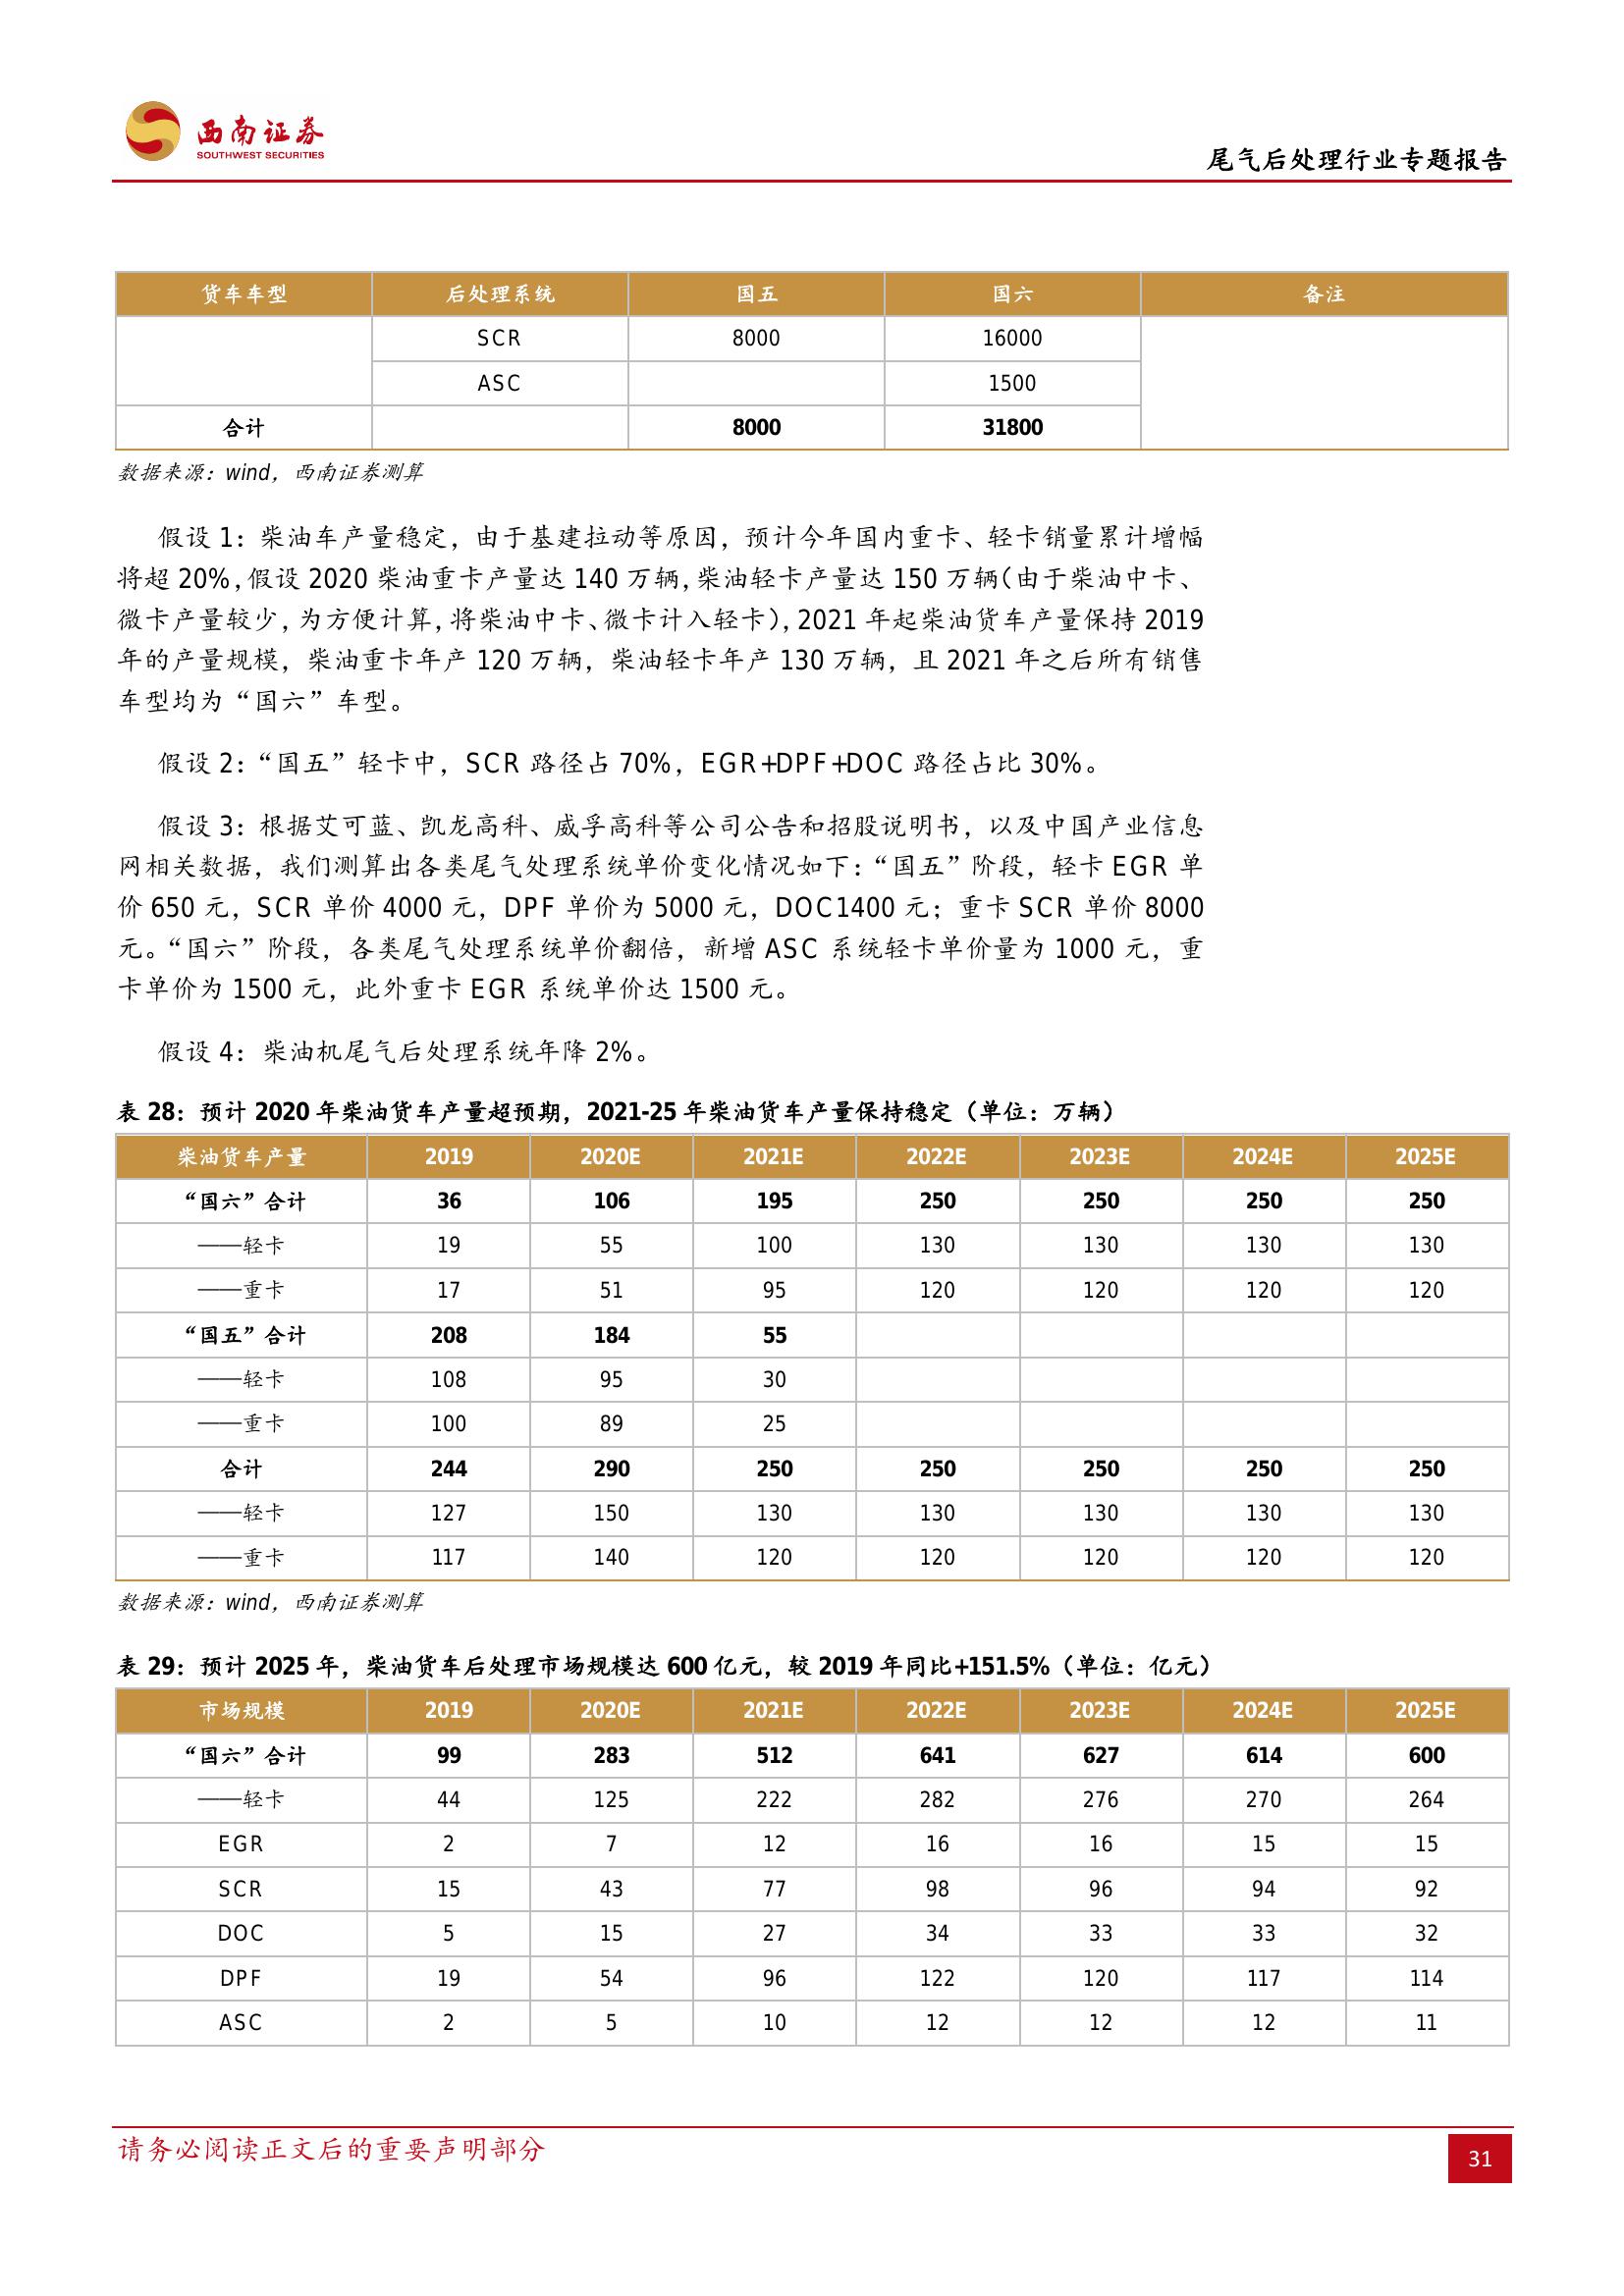 西南证券
SOUTHWEST SECURITIES
尾气后处理行业专题报告
货车车型 后处理系统 国五 国六 备注
SCR 8000 16000
ASC 1500
合计 8000 31800
数据来源：wind，西南证券测算
假设 1：柴油车产量稳定，由于基建拉动等原因，预计今年国内重卡、轻卡销量累计增幅
将超 20%，假设 2020 柴油重卡产量达 140 万辆，柴油轻卡产量达 150 万辆（由于柴油中卡、
微卡产量较少，为方便计算，将柴油中卡、微卡计入轻卡），2021 年起柴油货车产量保持 2019
年的产量规模，柴油重卡年产 120 万辆，柴油轻卡年产 130 万辆，且 2021 年之后所有销售
车型均为“国六”车型。
假设 2：“国五”轻卡中，SCR 路径占 70%，EGR+DPF+DOC 路径占比 30%。
假设 3：根据艾可蓝、凯龙高科、威孚高科等公司公告和招股说明书，以及中国产业信息
网相关数据，我们测算出各类尾气处理系统单价变化情况如下：“国五”阶段，轻卡 EGR 单
价 650 元，SCR 单价 4000 元，DPF 单价为 5000 元，DOC1400 元；重卡 SCR 单价 8000
元。“国六”阶段，各类尾气处理系统单价翻倍，新增 ASC 系统轻卡单价量为 1000 元，重
卡单价为 1500 元，此外重卡 EGR 系统单价达 1500 元。
假设 4：柴油机尾气后处理系统年降 2%。
表 28：预计 2020 年柴油货车产量超预期，2021-25 年柴油货车产量保持稳定（单位：万辆）
柴油货车产量 2019 2020E 2021E 2022E 2023E 2024E 2025E
“国六”合计 36 106 195 250 250 250 250
——轻卡 19 55 100 130 130 130 130
——重卡 17 51 95 120 120 120 120
“国五”合计 208 184 55
——轻卡 108 95 30
——重卡 100 89 25
合计 244 290 250 250 250 250 250
——轻卡 127 150 130 130 130 130 130
——重卡 117 140 120 120 120 120 120
数据来源：wind，西南证券测算
表 29：预计 2025 年，柴油货车后处理市场规模达 600 亿元，较 2019 年同比+151.5%（单位：亿元）
市场规模 2019 2020E 2021E 2022E 2023E 2024E 2025E
“国六”合计 99 283 512 641 627 614 600
——轻卡 44 125 222 282 276 270 264
EGR 2 7 12 16 16 15 15
SCR 15 43 77 98 96 94 92
DOC 5 15 27 34 33 33 32
DPF 19 54 96 122 120 117 114
ASC 2 5 10 12 12 12 11
请务必阅读正文后的重要声明部分
31